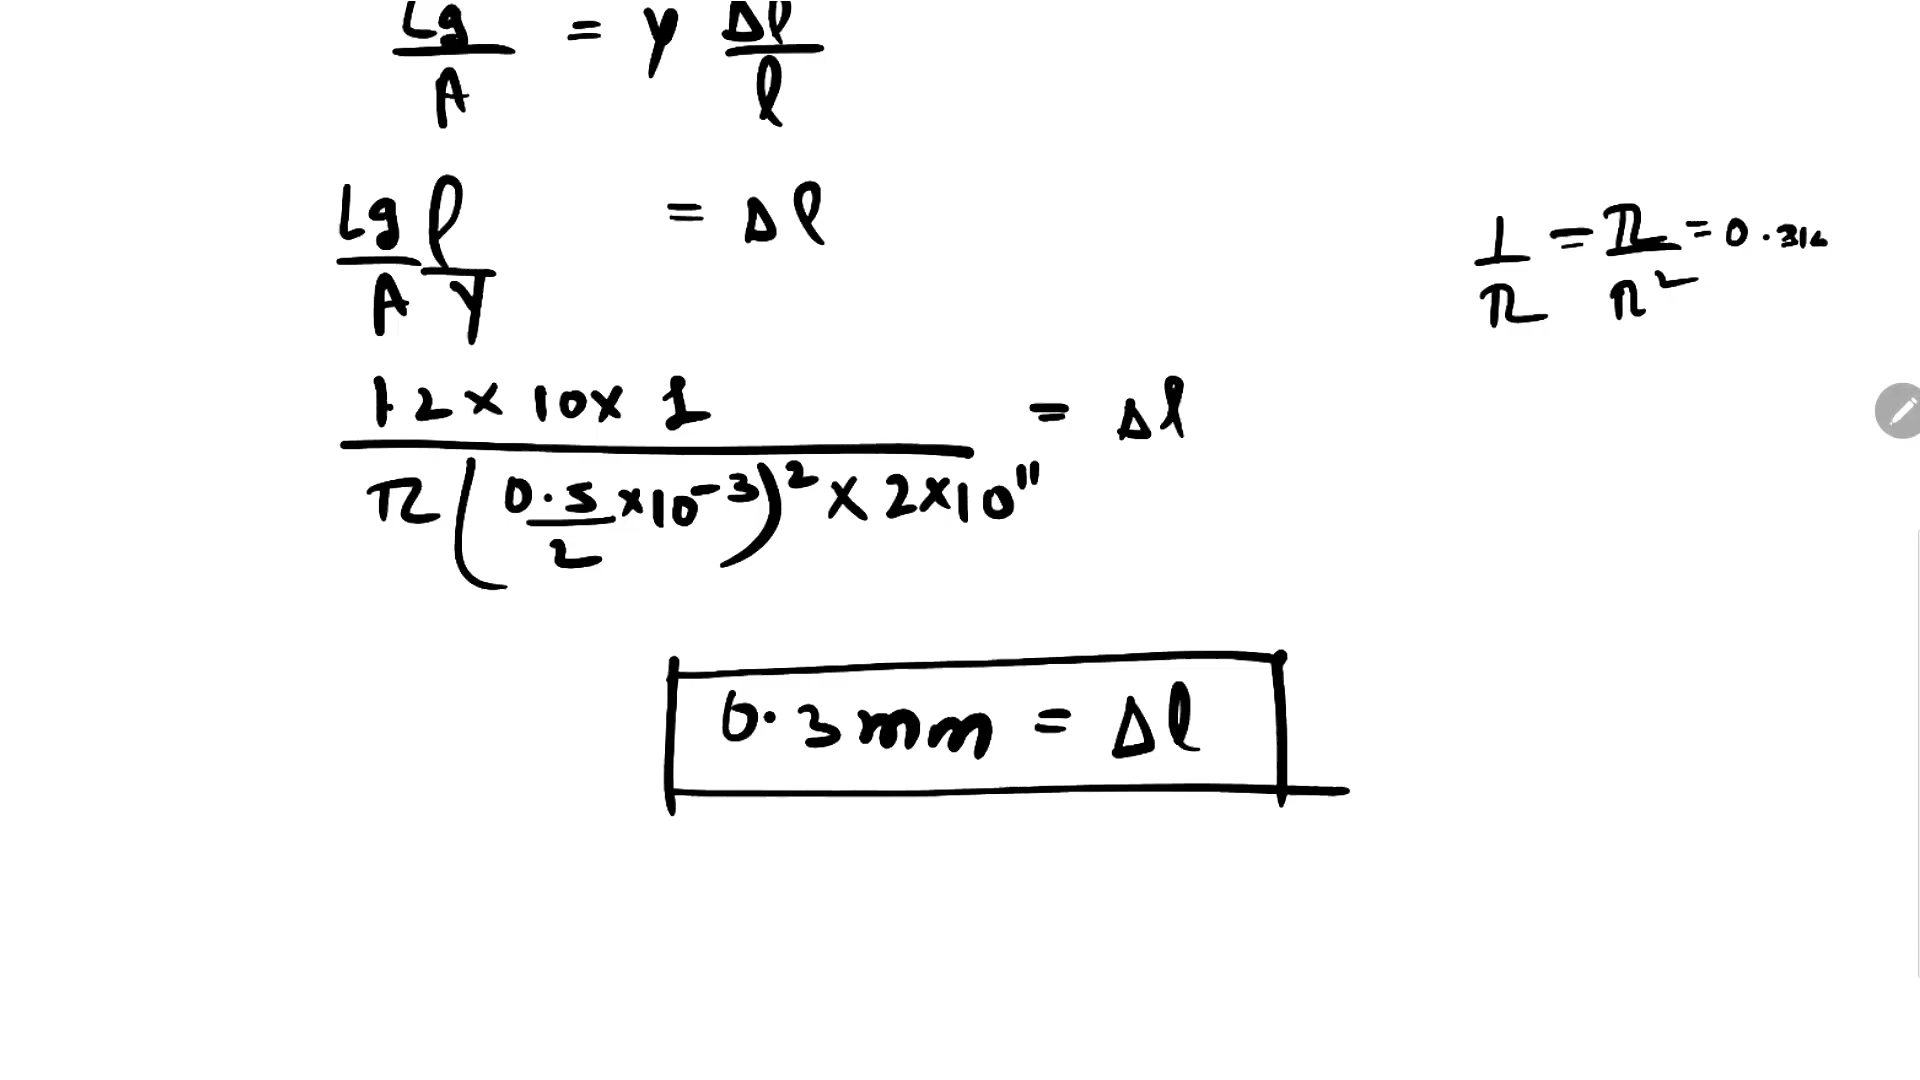 Lg/A = Y Δl/l
Lg/A l/Y = Δl
1/π = π/π² = 0.31
1.2 × 10 × 1 / π(0.5/2 × 10⁻³)² × 2 × 10¹¹ = Δl
0.3 mm = Δl